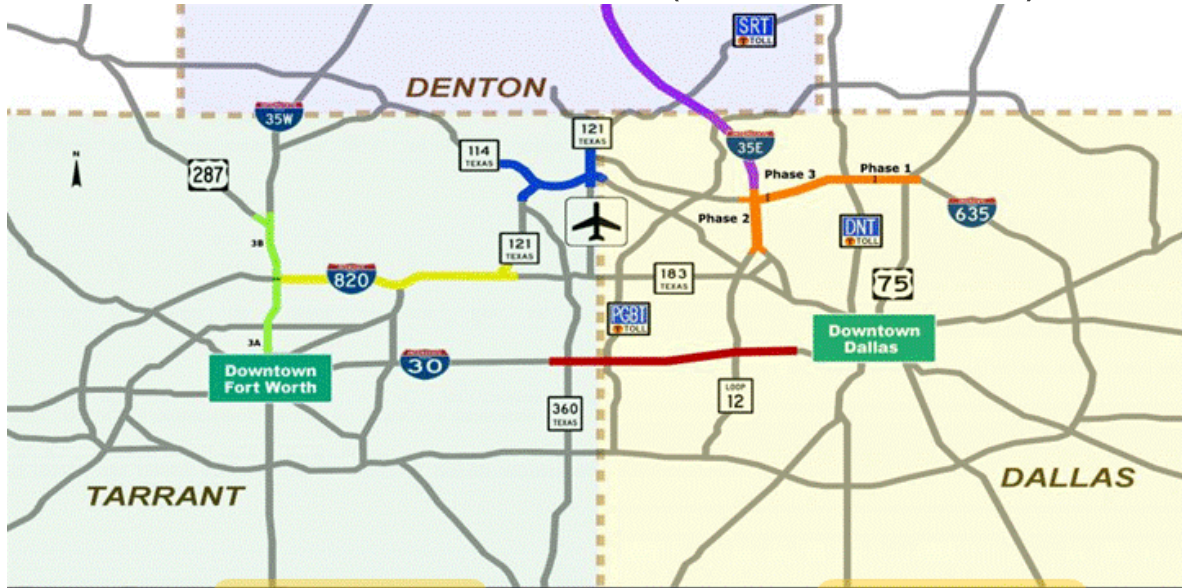 SRT
TOLL
DENTON
35W
121
TEXAS
114
TEXAS
35E
287
Phase 3
Phase 1
N
635
Phase 2
3B
DNT
TOLL
121
TEXAS
183
TEXAS
820
75
PGBT
TOLL
3A
Downtown
Dallas
Downtown
Fort Worth
30
LOOP
12
360
TEXAS
TARRANT
DALLAS